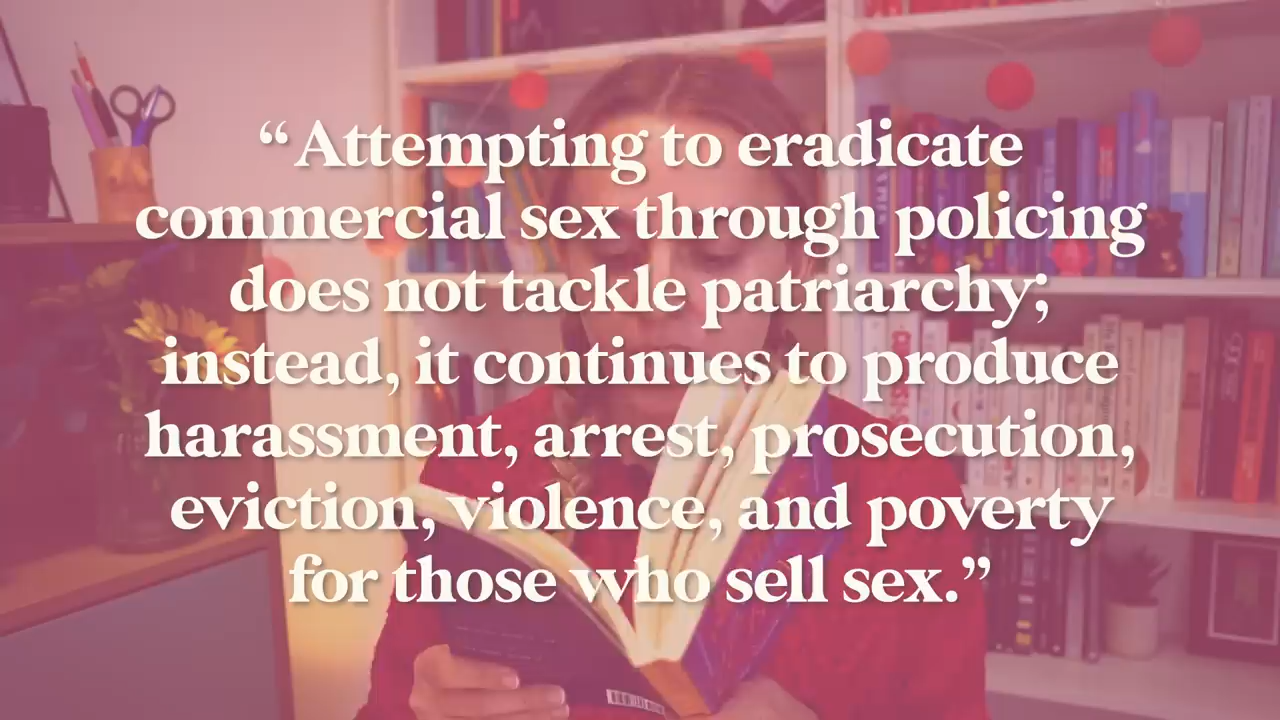 “Attempting to eradicate
commercial sex through policing
does not tackle patriarchy;
instead, it continues to produce
harassment, arrest, prosecution,
eviction, violence, and poverty
for those who sell sex.”